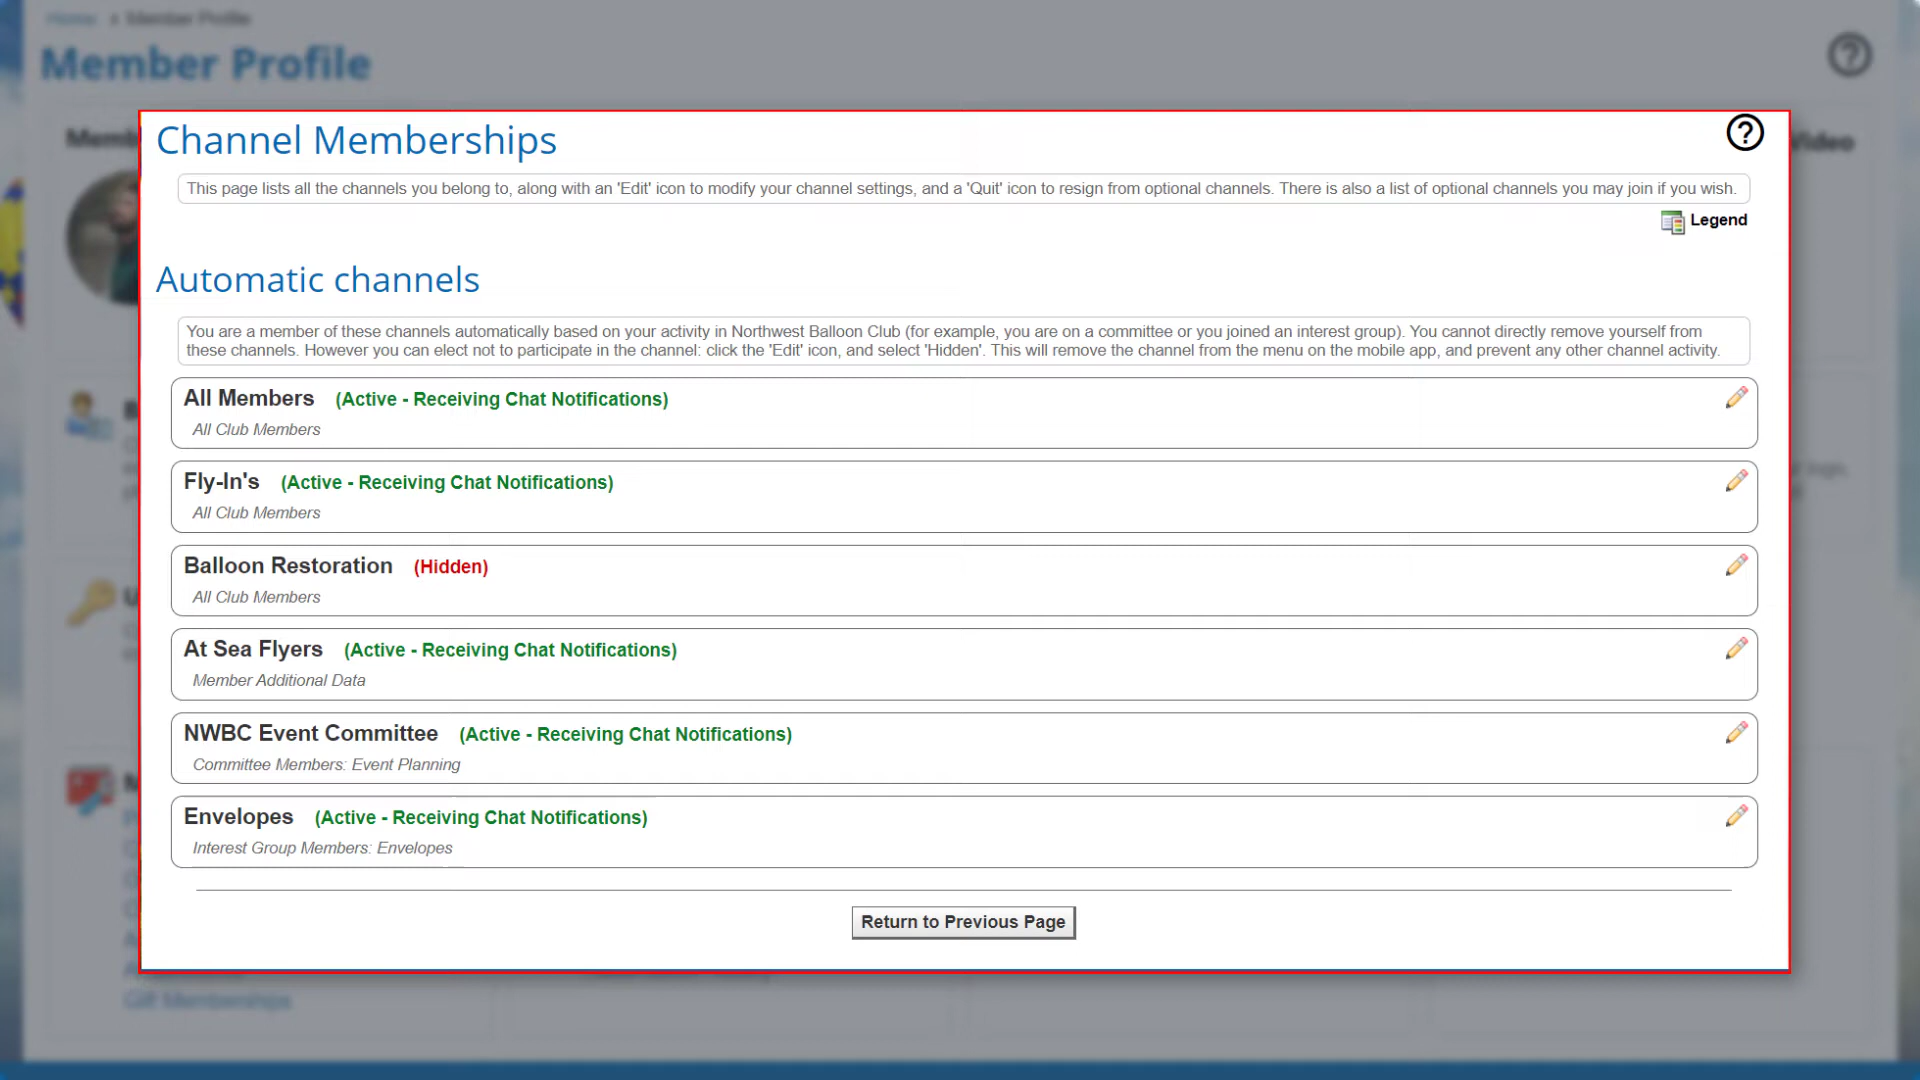 Home > Member Profile
Member Profile
Video
Channel Memberships
This page lists all the channels you belong to, along with an 'Edit' icon to modify your channel settings, and a 'Quit' icon to resign from optional channels. There is also a list of optional channels you may join if you wish.
Legend
Automatic channels
You are a member of these channels automatically based on your activity in Northwest Balloon Club (for example, you are on a committee or you joined an interest group). You cannot directly remove yourself from
these channels. However you can elect not to participate in the channel: click the 'Edit' icon, and select 'Hidden'. This will remove the channel from the menu on the mobile app, and prevent any other channel activity.
All Members (Active - Receiving Chat Notifications)
All Club Members
Fly-In's (Active - Receiving Chat Notifications)
All Club Members
Balloon Restoration (Hidden)
All Club Members
At Sea Flyers (Active - Receiving Chat Notifications)
Member Additional Data
NWBC Event Committee (Active - Receiving Chat Notifications)
Committee Members: Event Planning
Envelopes (Active - Receiving Chat Notifications)
Interest Group Members: Envelopes
Return to Previous Page
Gift Memberships